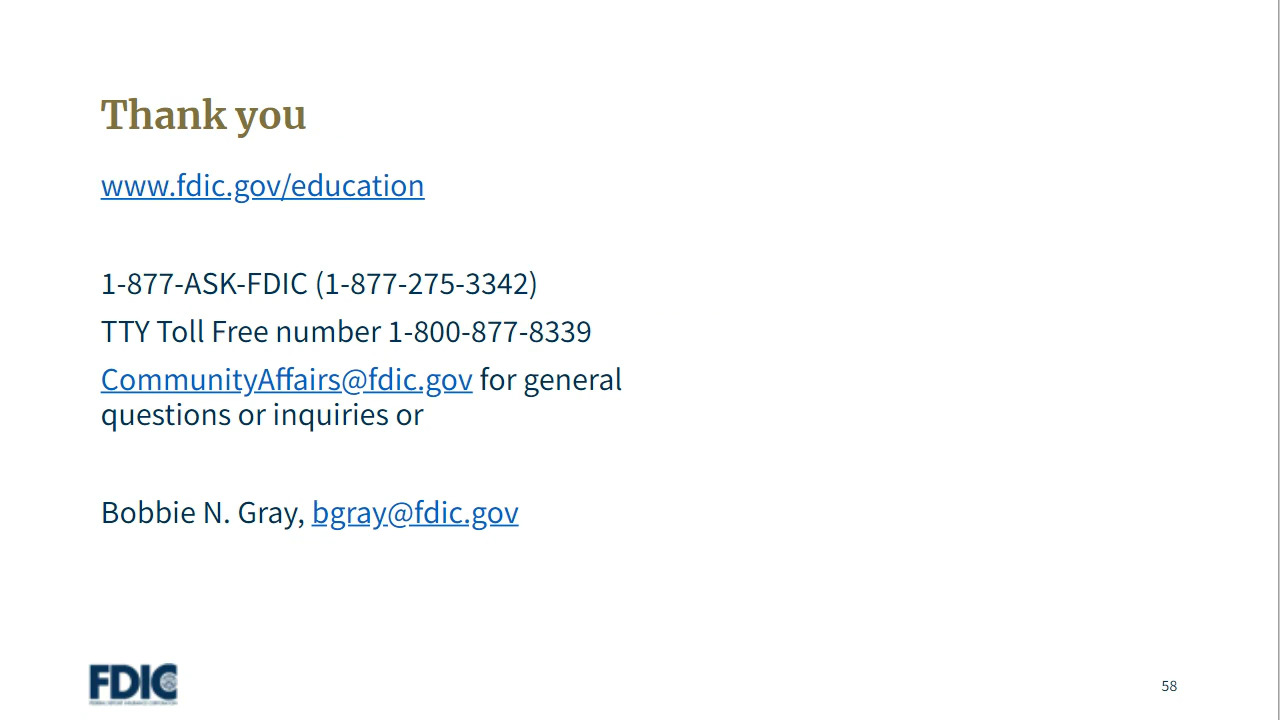 Thank you
www.fdic.gov/education
1-877-ASK-FDIC (1-877-275-3342)
TTY Toll Free number 1-800-877-8339
CommunityAffairs@fdic.gov for general
questions or inquiries or
Bobbie N. Gray, bgray@fdic.gov
FDIC
FEDERAL DEPOSIT INSURANCE CORPORATION
58